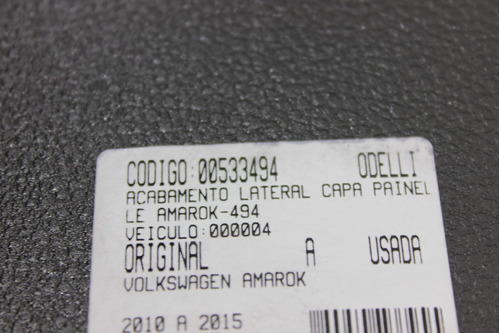 CODIGO:00533494 ODELLI
ACABAMENTO LATERAL CAPA PAINEL
LE AMAROK-494
VEICULO:000004
ORIGINAL A USADA
VOLKSWAGEN AMAROK
2010 A 2015